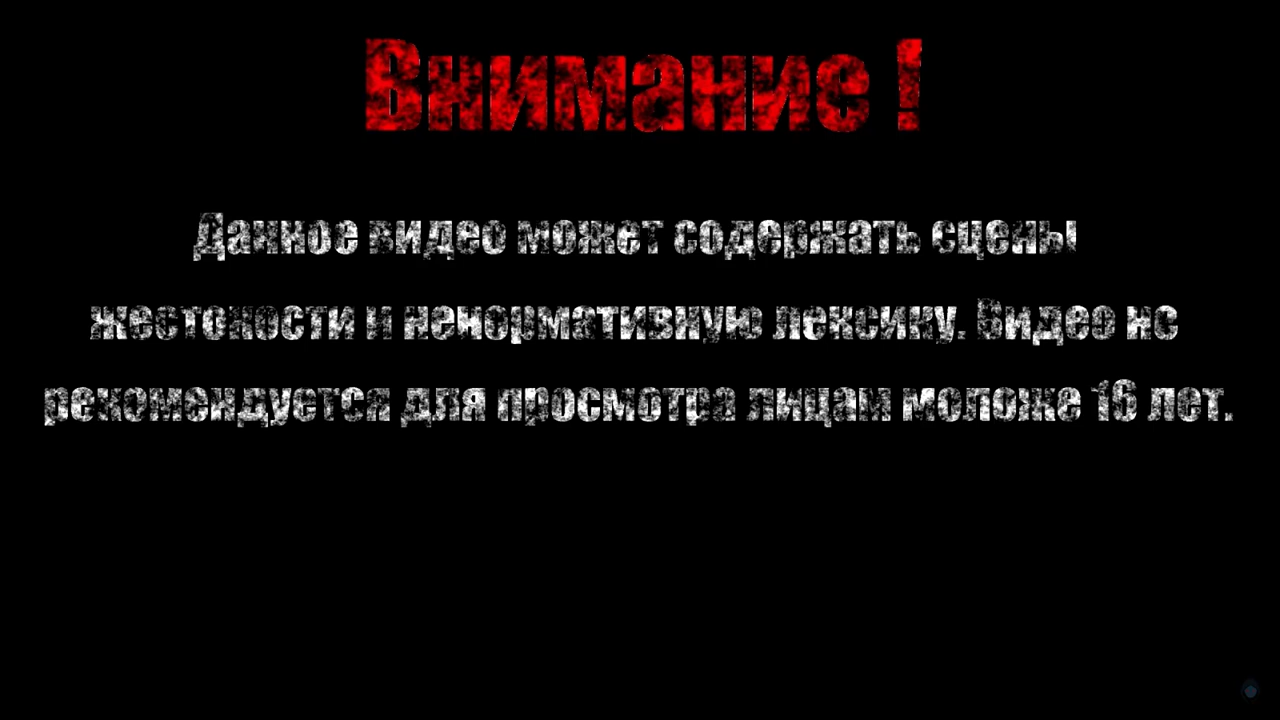 Внимание !
Данное видео может содержать сцены
жестокости и ненормативную лексику. Видео не
рекомендуется для просмотра лицам моложе 16 лет.